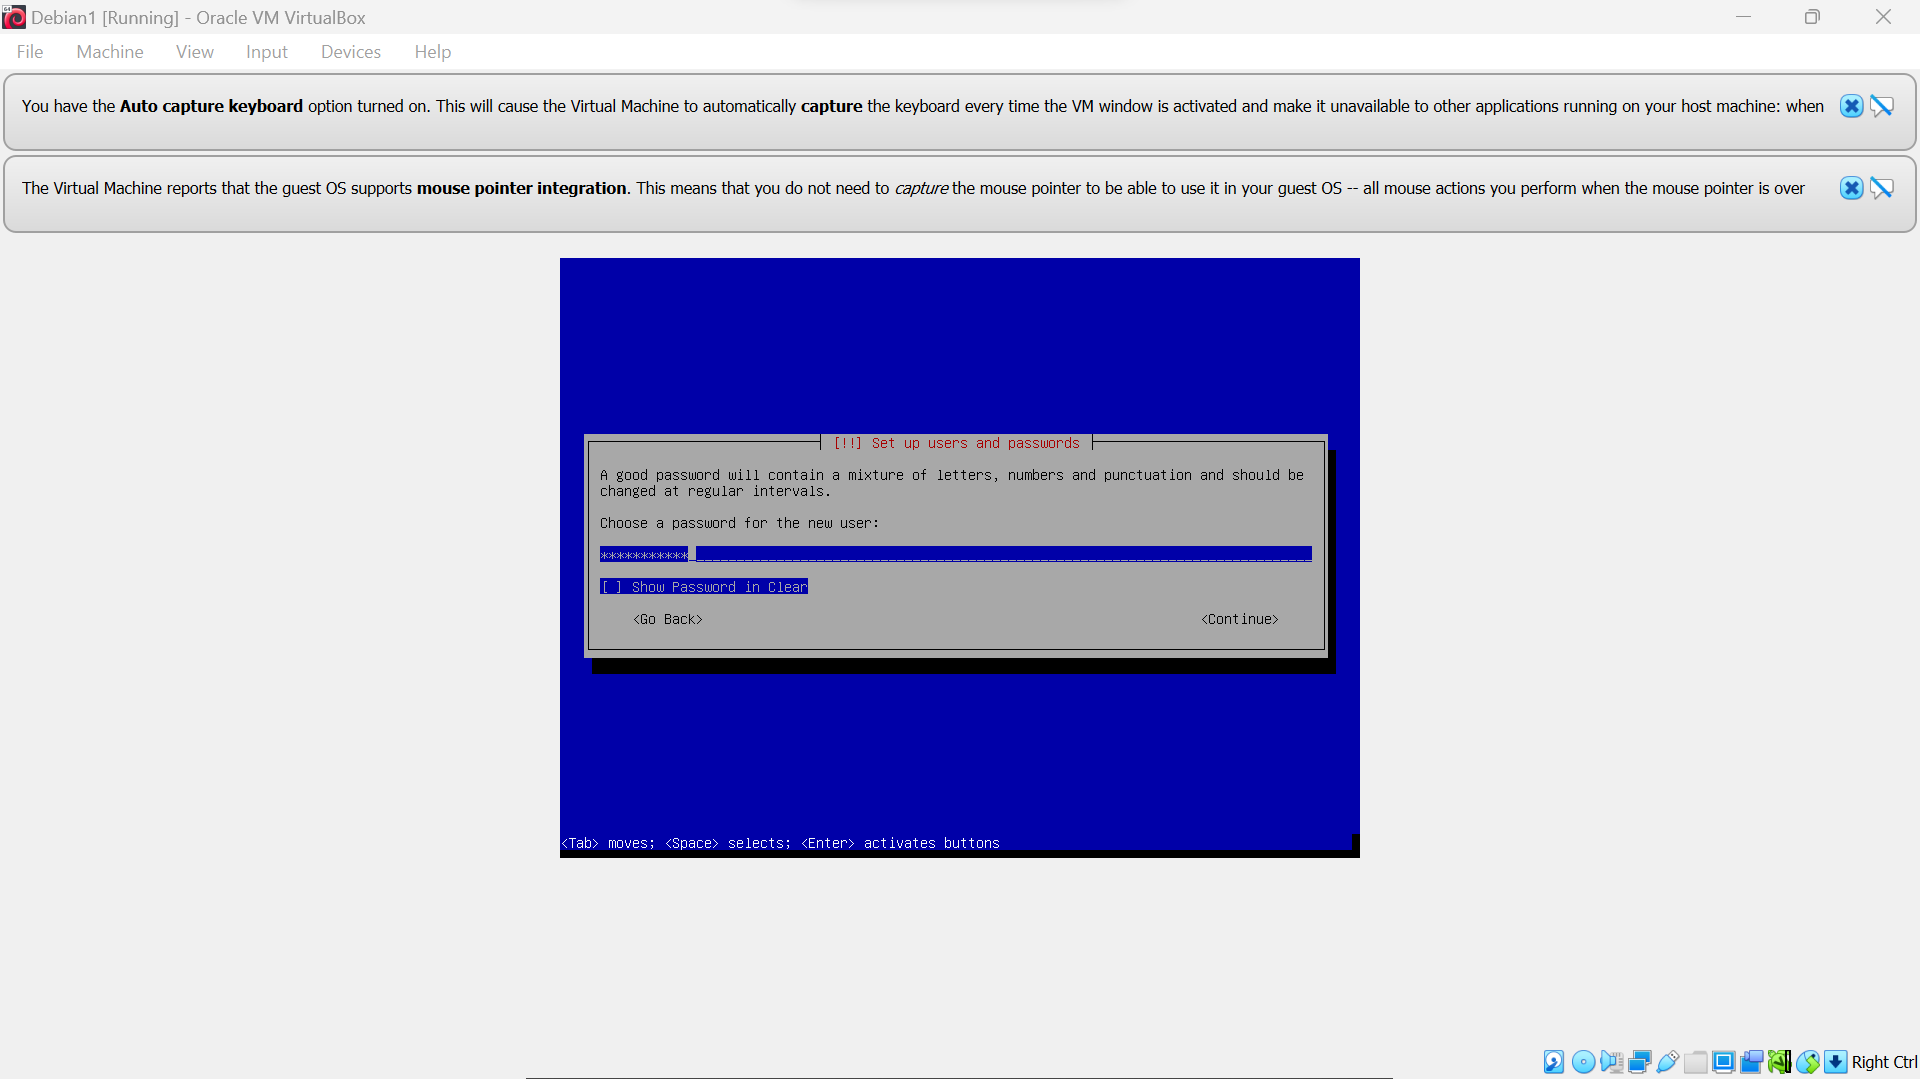 Debian1 [Running] - Oracle VM VirtualBox
File Machine View Input Devices Help
You have the Auto capture keyboard option turned on. This will cause the Virtual Machine to automatically capture the keyboard every time the VM window is activated and make it unavailable to other applications running on your host machine: when
The Virtual Machine reports that the guest OS supports mouse pointer integration. This means that you do not need to capture the mouse pointer to be able to use it in your guest OS -- all mouse actions you perform when the mouse pointer is over
[!!] Set up users and passwords
A good password will contain a mixture of letters, numbers and punctuation and should be
changed at regular intervals.
Choose a password for the new user:
***********
[ ] Show Password in Clear
<Go Back> <Continue>
<Tab> moves; <Space> selects; <Enter> activates buttons
Right Ctrl